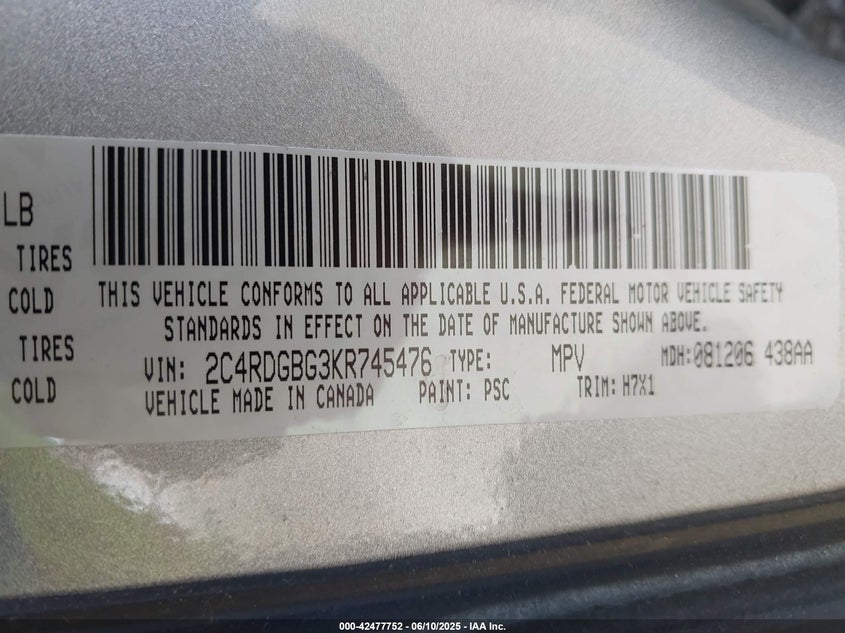 LB
TIRES
COLD
TIRES
COLD
THIS VEHICLE CONFORMS TO ALL APPLICABLE U.S.A. FEDERAL MOTOR VEHICLE SAFETY
STANDARDS IN EFFECT ON THE DATE OF MANUFACTURE SHOWN ABOVE.
VIN: 2C4RDGBG3KR745476 TYPE: MPV MDH:081206 438AA
VEHICLE MADE IN CANADA PAINT: PSC TRIM: H7X1
000-42477752 - 06/10/2025 - IAA Inc.